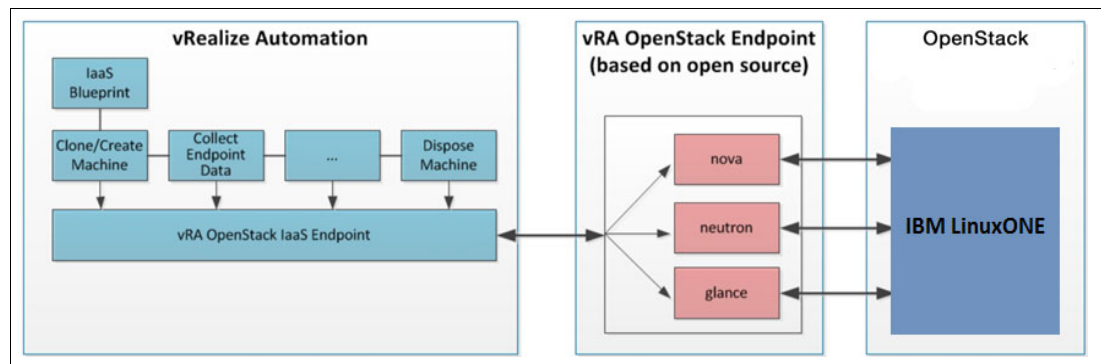 vRealize Automation
IaaS
Blueprint
Clone/Create
Machine
Collect
Endpoint
Data
...
Dispose
Machine
vRA OpenStack IaaS Endpoint
vRA OpenStack Endpoint
(based on open source)
nova
neutron
glance
OpenStack
IBM LinuxONE